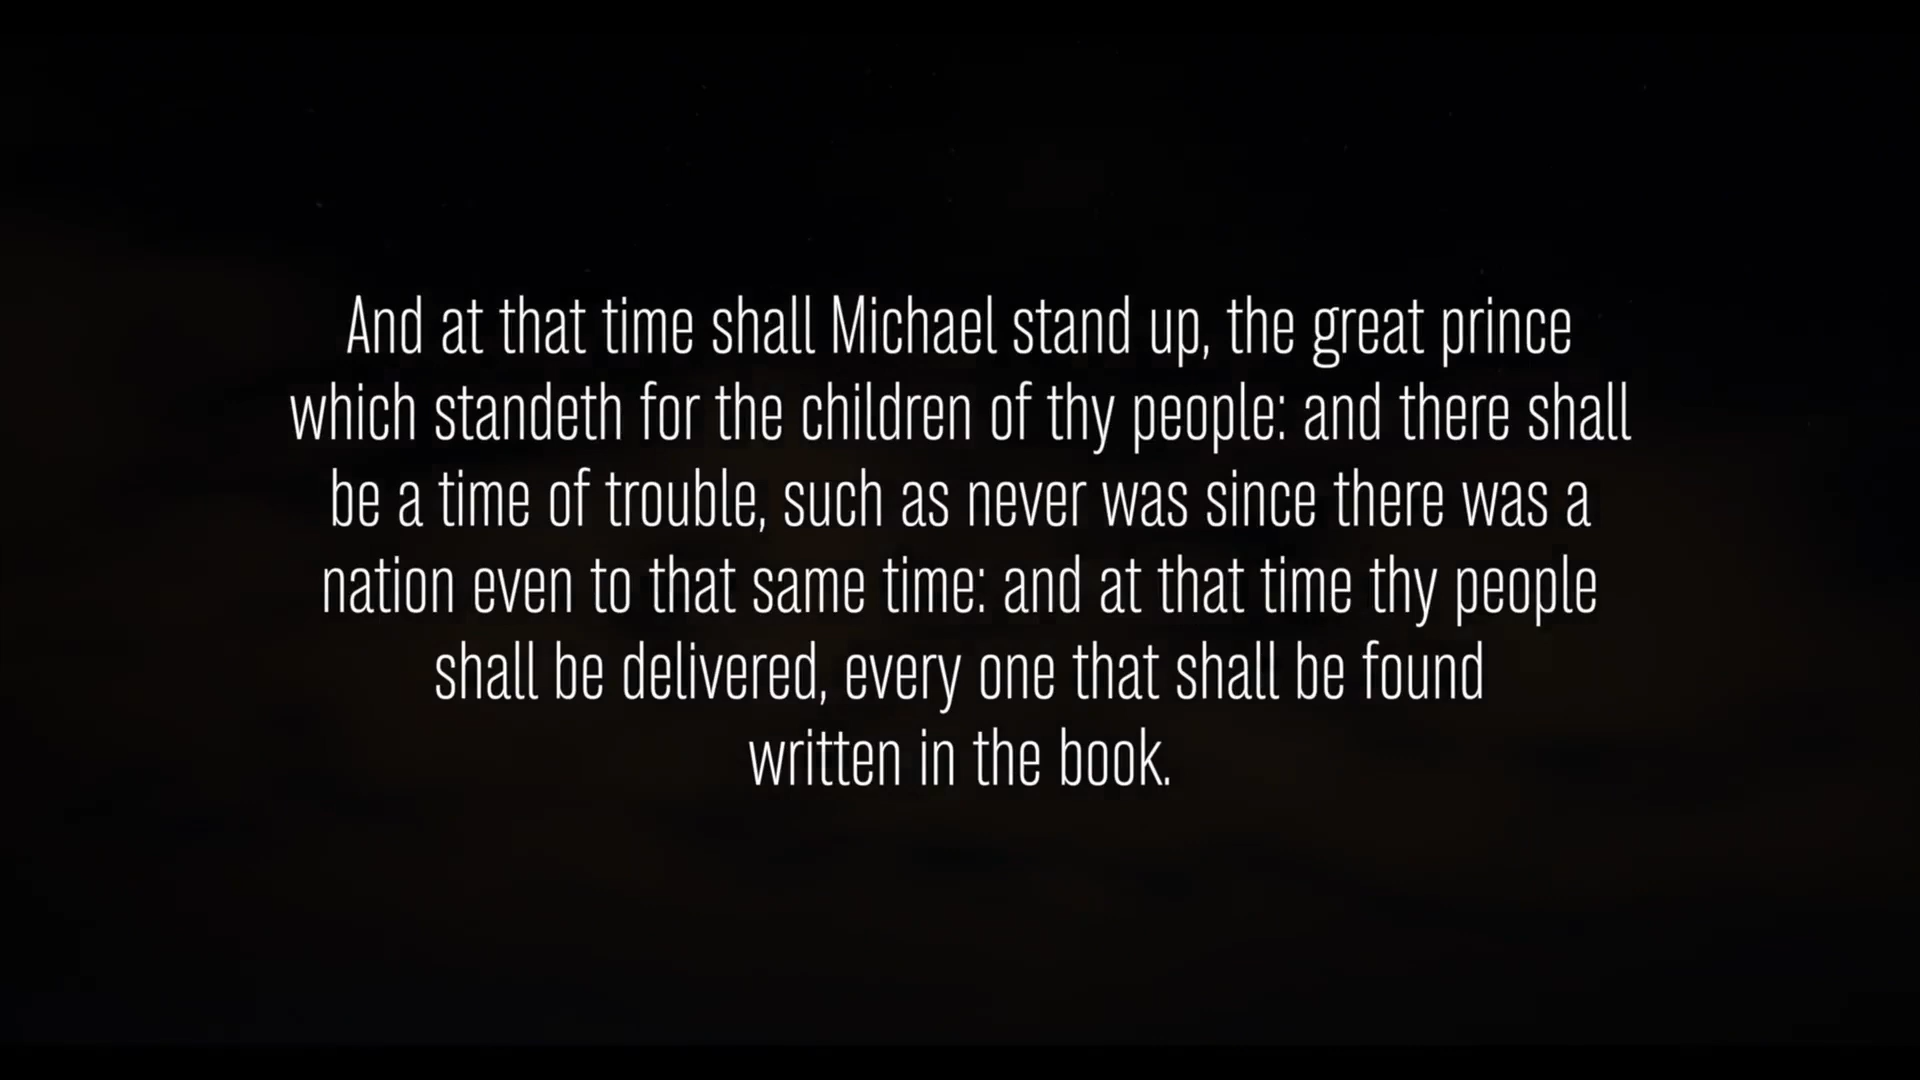 And at that time shall Michael stand up, the great prince
which standeth for the children of thy people: and there shall
be a time of trouble, such as never was since there was a
nation even to that same time: and at that time thy people
shall be delivered, every one that shall be found
written in the book.